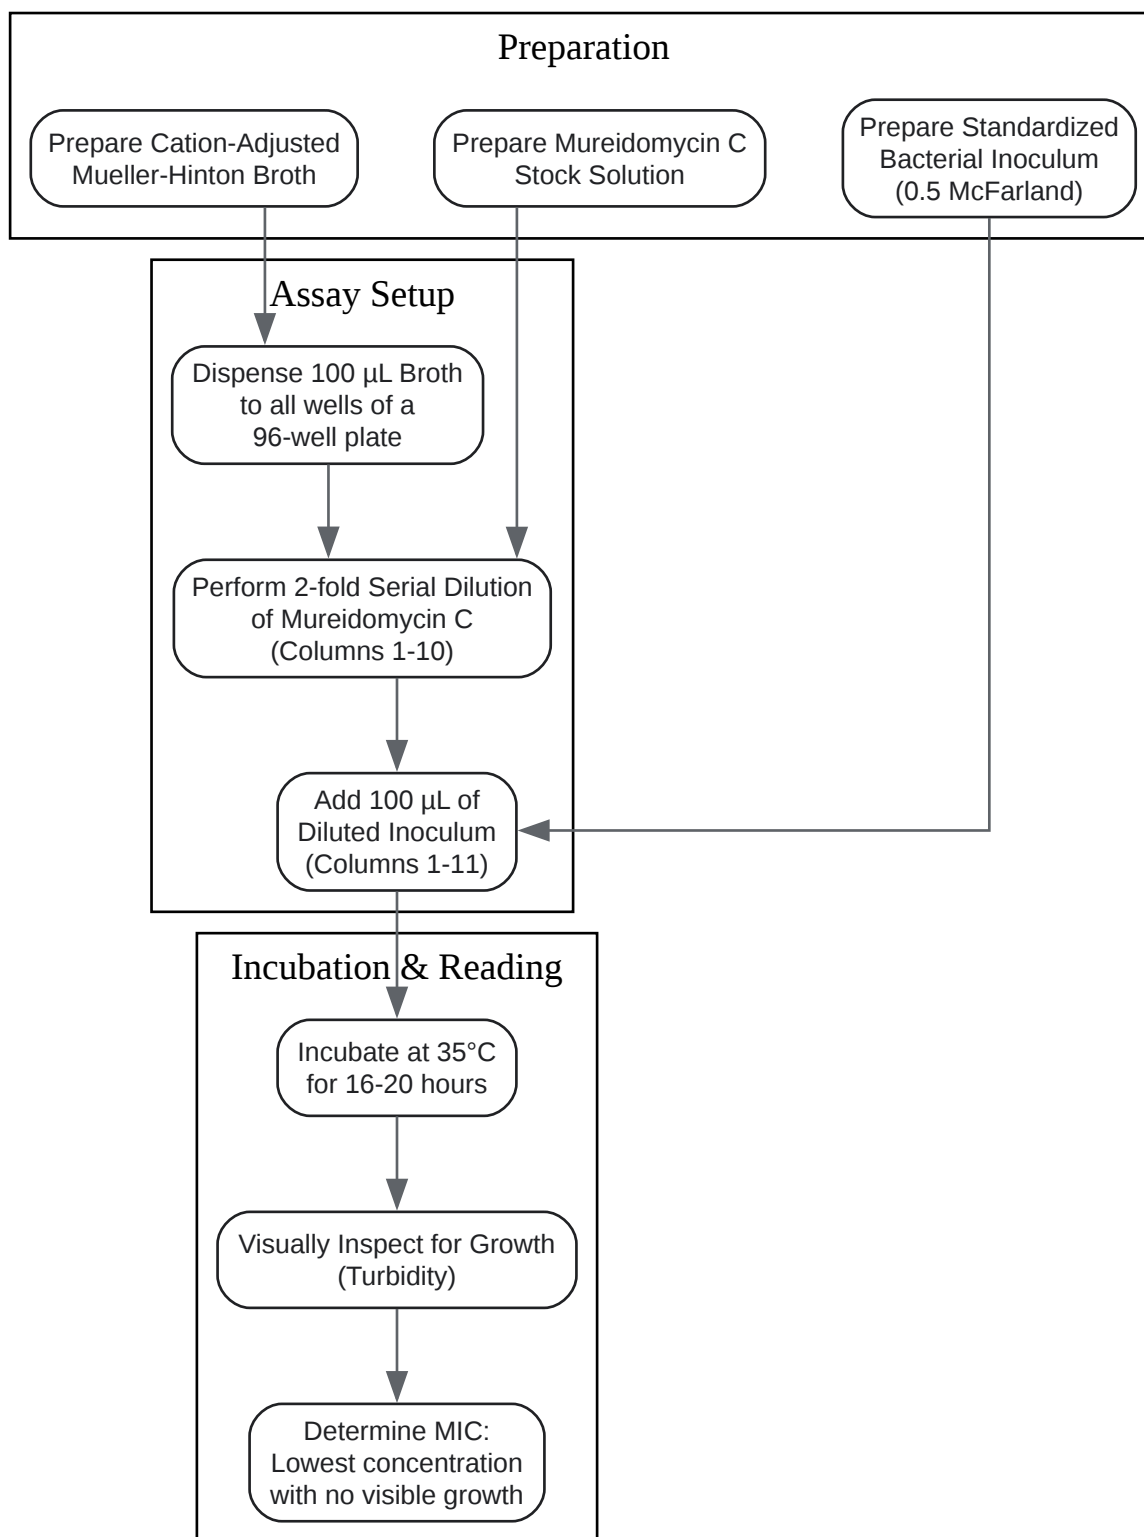 Preparation
Prepare Cation-Adjusted
Mueller-Hinton Broth
Prepare Mureidomycin C
Stock Solution
Prepare Standardized
Bacterial Inoculum
(0.5 McFarland)
Assay Setup
Dispense 100 µL Broth
to all wells of a
96-well plate
Perform 2-fold Serial Dilution
of Mureidomycin C
(Columns 1-10)
Add 100 µL of
Diluted Inoculum
(Columns 1-11)
Incubation & Reading
Incubate at 35°C
for 16-20 hours
Visually Inspect for Growth
(Turbidity)
Determine MIC:
Lowest concentration
with no visible growth